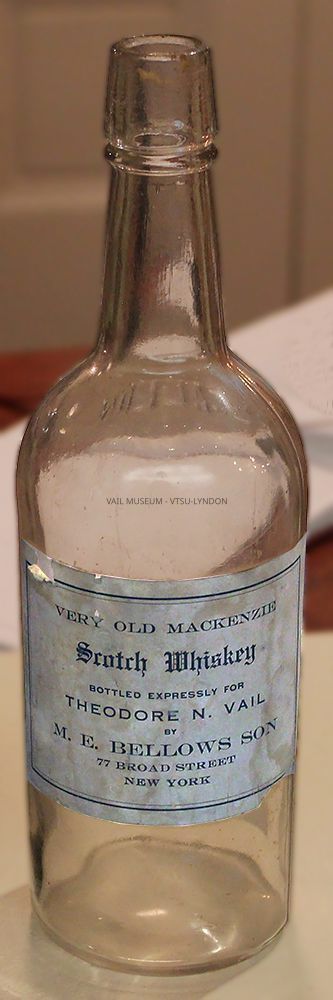 VAIL MUSEUM - VTSU-LYNDON
VERY OLD MACKENZIE
Scotch Whiskey
BOTTLED EXPRESSLY FOR
THEODORE N. VAIL
BY
M. E. BELLOWS SON
77 BROAD STREET
NEW YORK